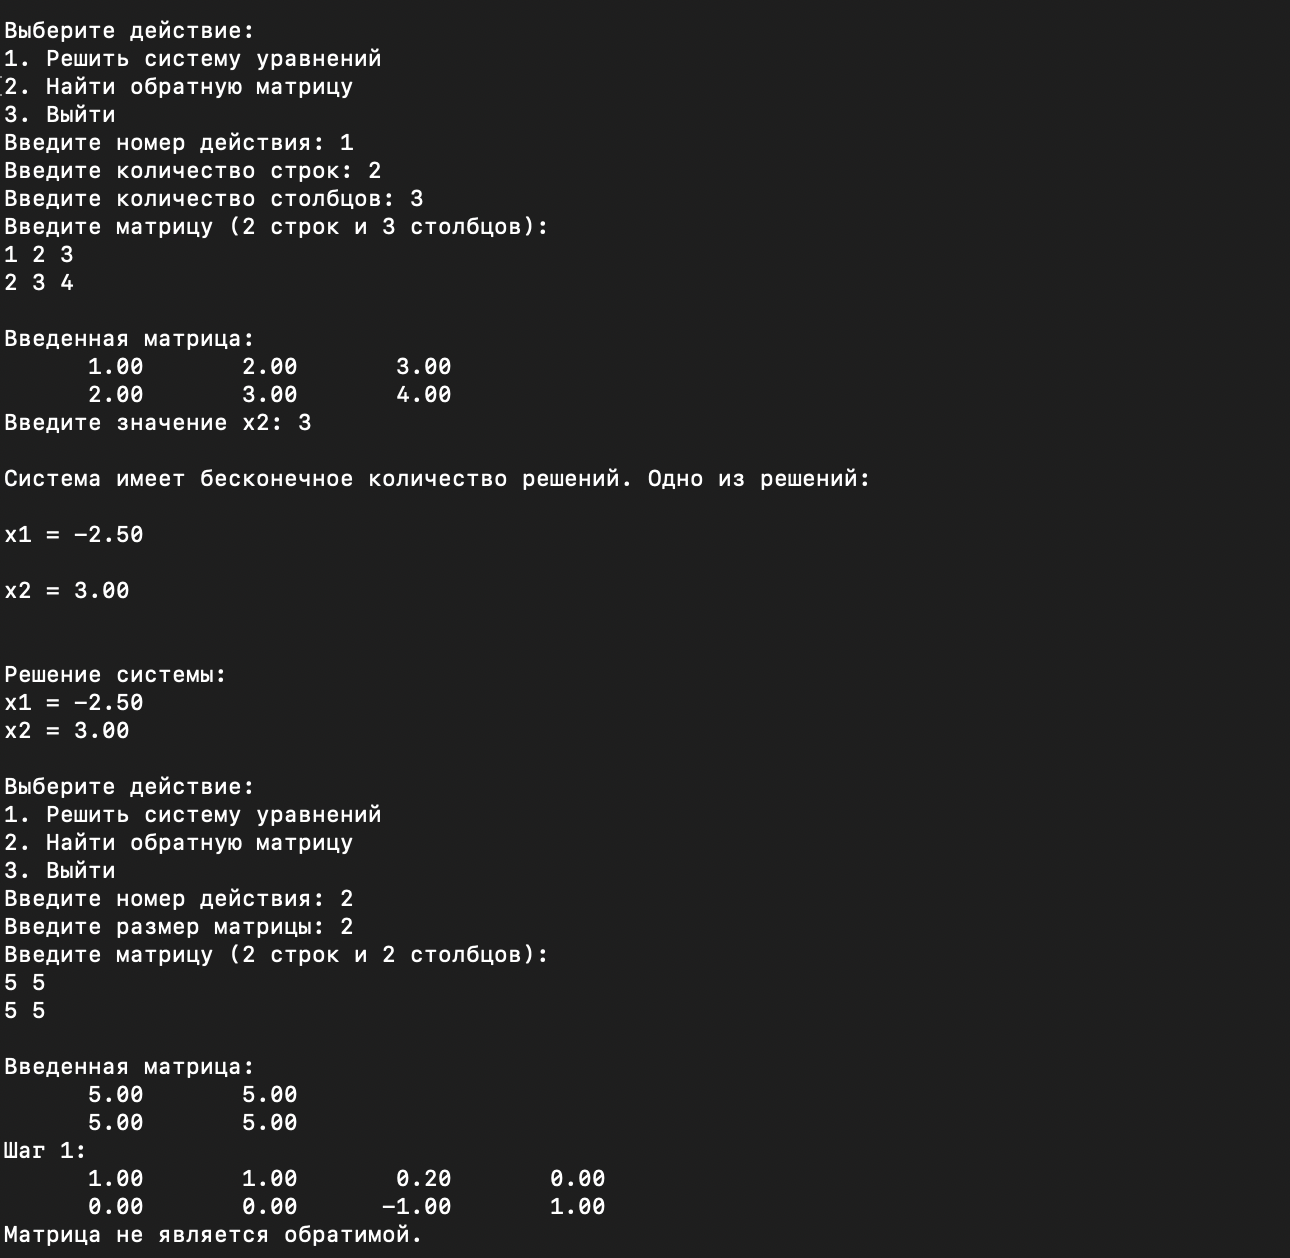 Выберите действие:
1. Решить систему уравнений
2. Найти обратную матрицу
3. Выйти
Введите номер действия: 1
Введите количество строк: 2
Введите количество столбцов: 3
Введите матрицу (2 строк и 3 столбцов):
1 2 3
2 3 4
Введенная матрица:
1.00 2.00 3.00
2.00 3.00 4.00
Введите значение x2: 3
Система имеет бесконечное количество решений. Одно из решений:
x1 = -2.50
x2 = 3.00
Решение системы:
x1 = -2.50
x2 = 3.00
Выберите действие:
1. Решить систему уравнений
2. Найти обратную матрицу
3. Выйти
Введите номер действия: 2
Введите размер матрицы: 2
Введите матрицу (2 строк и 2 столбцов):
5 5
5 5
Введенная матрица:
5.00 5.00
5.00 5.00
Шаг 1:
1.00 1.00 0.20 0.00
0.00 0.00 -1.00 1.00
Матрица не является обратимой.